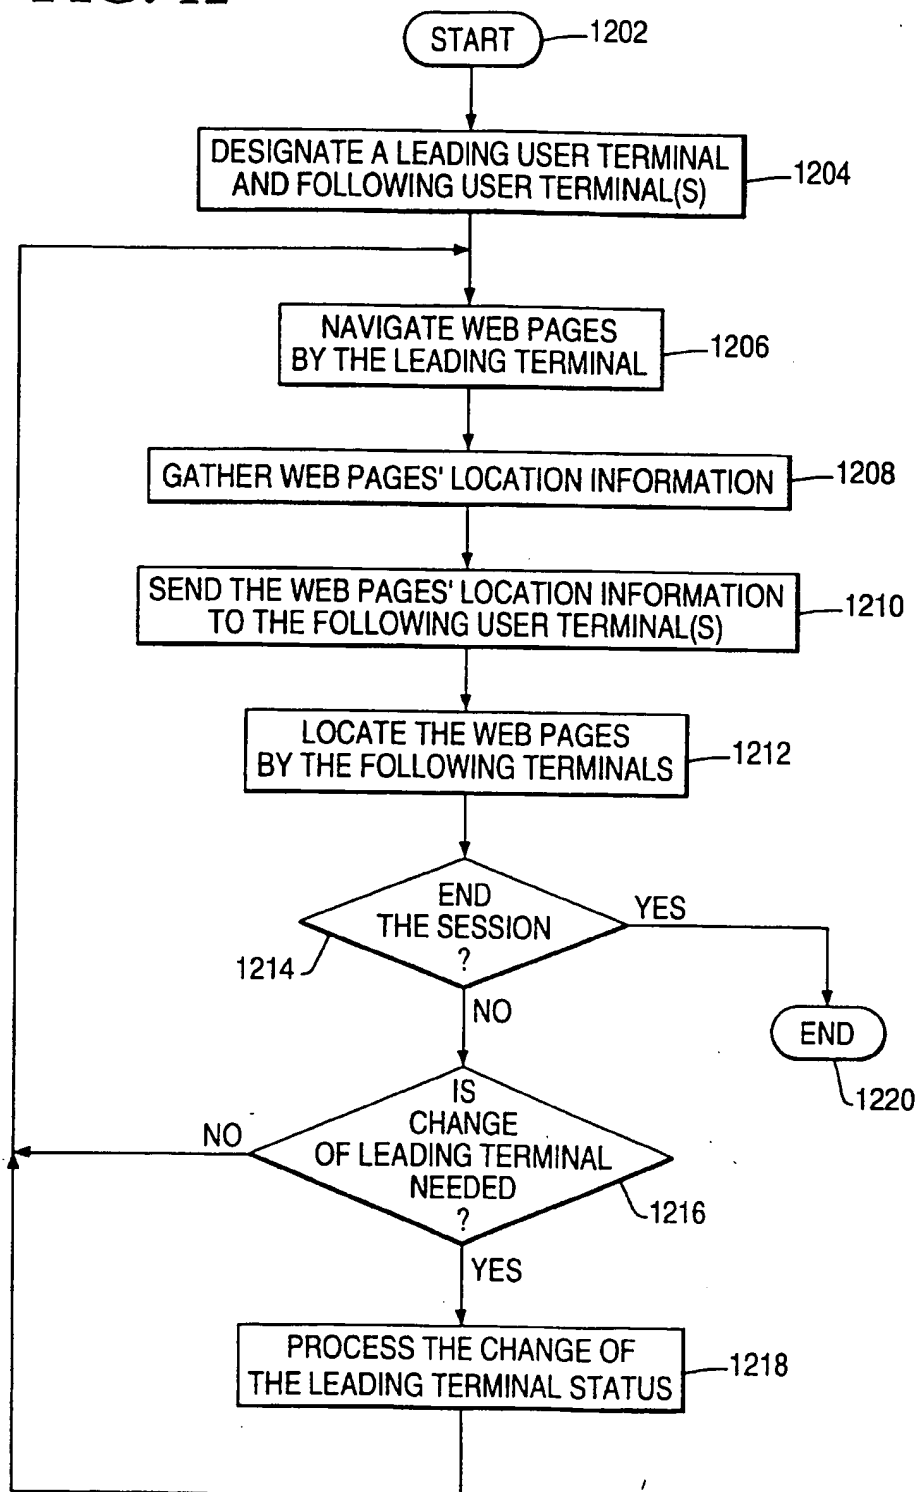 START
1202
DESIGNATE A LEADING USER TERMINAL
AND FOLLOWING USER TERMINAL(S)
1204
NAVIGATE WEB PAGES
BY THE LEADING TERMINAL
1206
GATHER WEB PAGES' LOCATION INFORMATION
1208
SEND THE WEB PAGES' LOCATION INFORMATION
TO THE FOLLOWING USER TERMINAL(S)
1210
LOCATE THE WEB PAGES
BY THE FOLLOWING TERMINALS
1212
END
THE SESSION
?
YES
1214
NO
END
1220
IS
CHANGE
OF LEADING TERMINAL
NEEDED
?
NO
1216
YES
PROCESS THE CHANGE OF
THE LEADING TERMINAL STATUS
1218